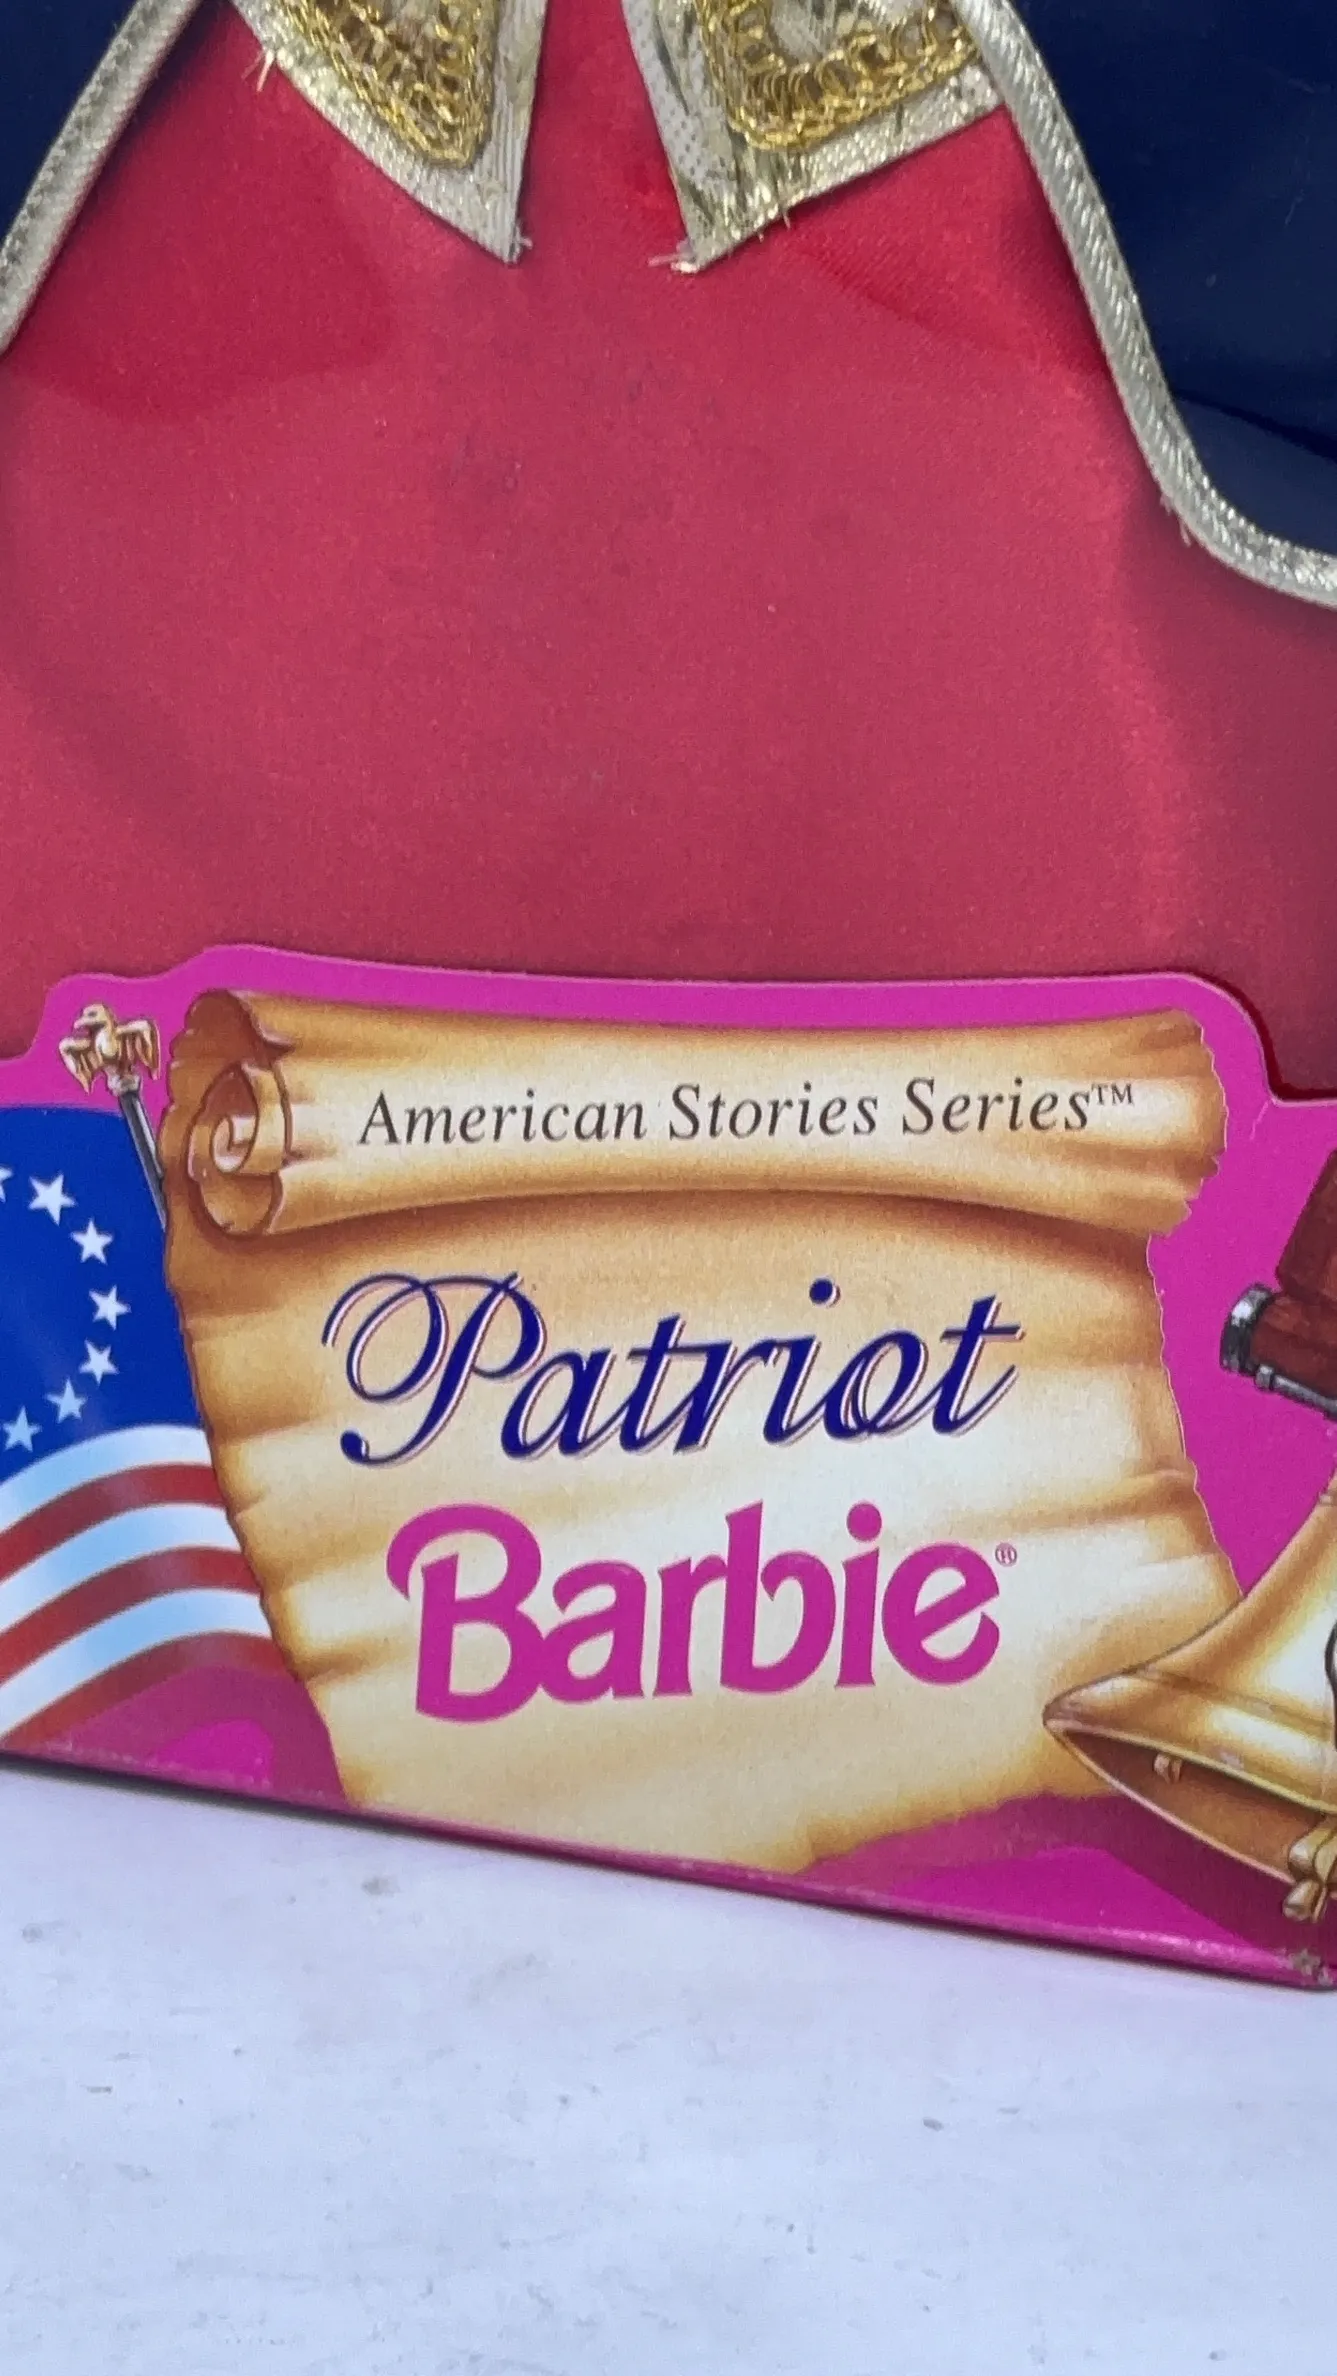 American Stories Series™
Patriot
Barbie®